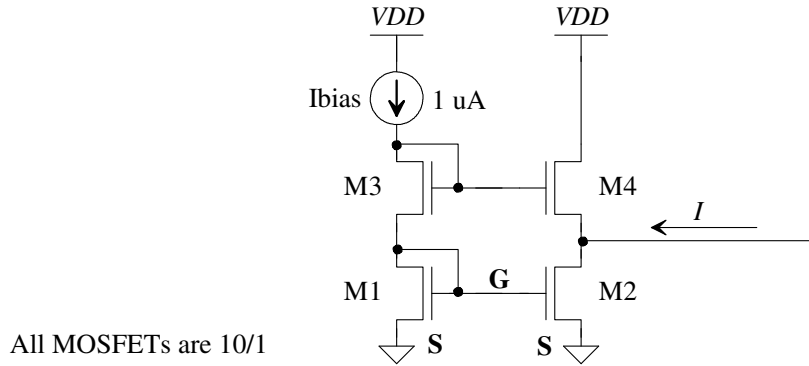 VDD
VDD
Ibias
1 uA
M3
M4
I
M1
G
M2
S
S
All MOSFETs are 10/1